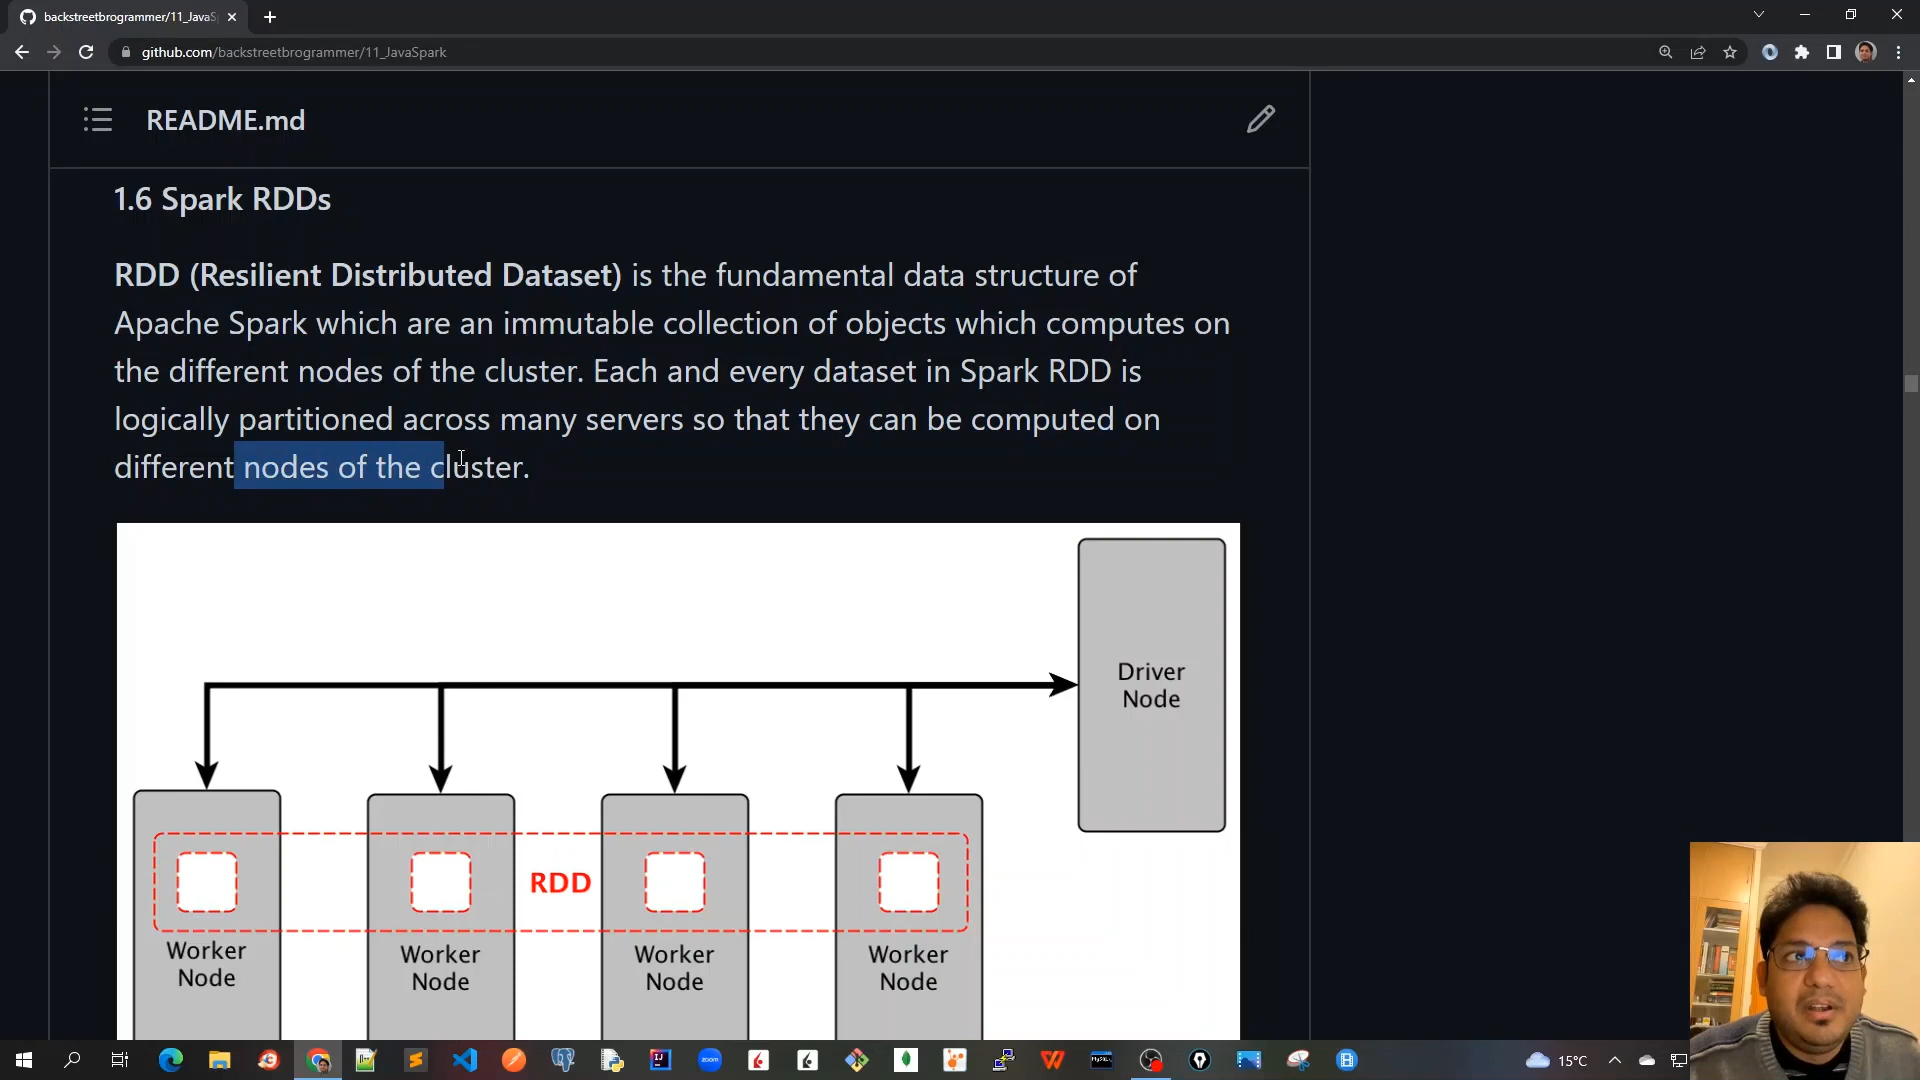 backstreetbrogrammer/11_JavaS
github.com/backstreetbrogrammer/11_JavaSpark
README.md
1.6 Spark RDDs
RDD (Resilient Distributed Dataset) is the fundamental data structure of
Apache Spark which are an immutable collection of objects which computes on
the different nodes of the cluster. Each and every dataset in Spark RDD is
logically partitioned across many servers so that they can be computed on
different nodes of the cluster.
Driver
Node
RDD
Worker
Node
Worker
Node
Worker
Node
Worker
Node
15°C